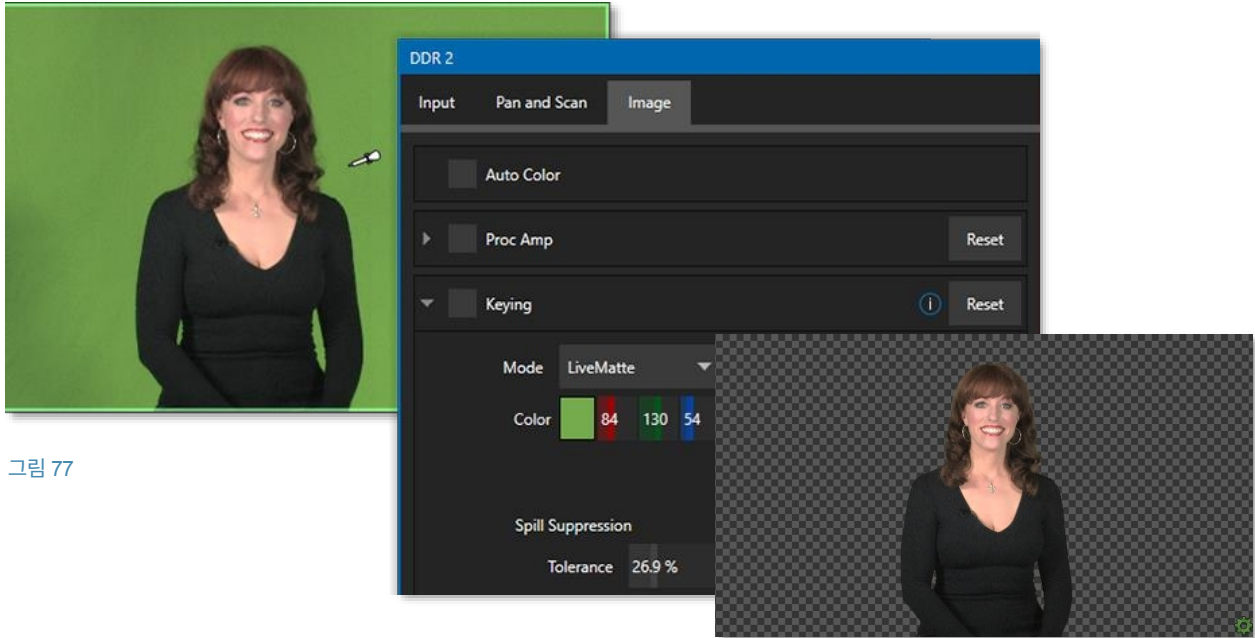 DDR 2
Input Pan and Scan Image
Auto Color
Proc Amp Reset
Keying i Reset
Mode LiveMatte
Color 84 130 54
Spill Suppression
Tolerance 26.9 %
그림 77